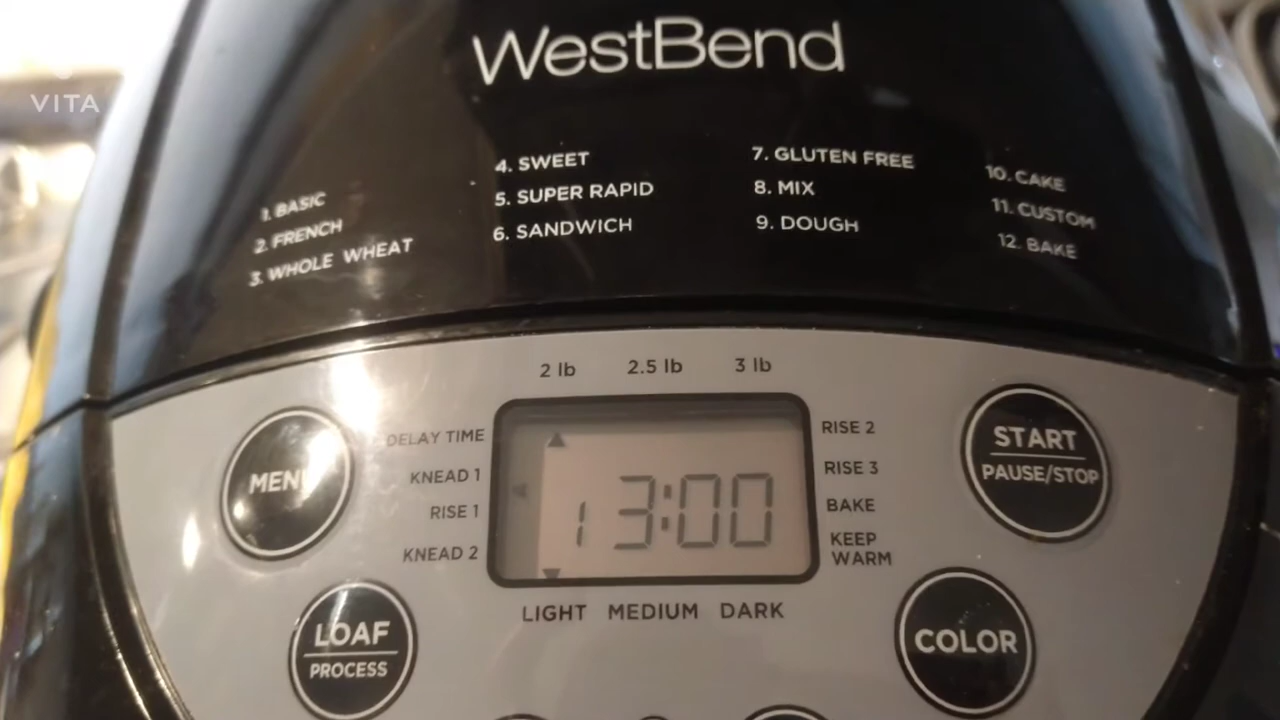 WestBend
VITA
1. BASIC
2. FRENCH
3. WHOLE WHEAT
4. SWEET
5. SUPER RAPID
6. SANDWICH
7. GLUTEN FREE
8. MIX
9. DOUGH
10. CAKE
11. CUSTOM
12. BAKE
2 lb 2.5 lb 3 lb
DELAY TIME
KNEAD 1
RISE 1
KNEAD 2
1 3:00
RISE 2
RISE 3
BAKE
KEEP
WARM
LIGHT MEDIUM DARK
MENU
START
PAUSE/STOP
LOAF
PROCESS
COLOR